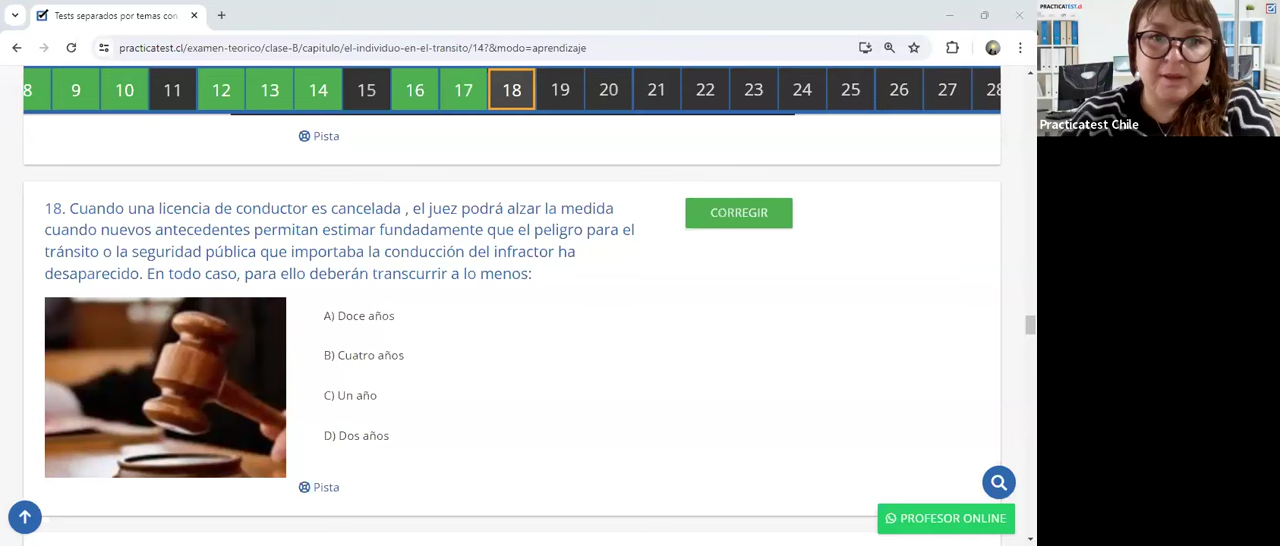 Tests separados por temas con
practicatest.cl/examen-teorico/clase-B/capitulo/el-individuo-en-el-transito/147&modo=aprendizaje
8 9 10 11 12 13 14 15 16 17 18 19 20 21 22 23 24 25 26 27 28
Pista
18. Cuando una licencia de conductor es cancelada , el juez podrá alzar la medida
cuando nuevos antecedentes permitan estimar fundadamente que el peligro para el
tránsito o la seguridad pública que importaba la conducción del infractor ha
desaparecido. En todo caso, para ello deberán transcurrir a lo menos:
CORREGIR
A) Doce años
B) Cuatro años
C) Un año
D) Dos años
Pista
PROFESOR ONLINE
PRACTICATEST.cl
Practicatest Chile